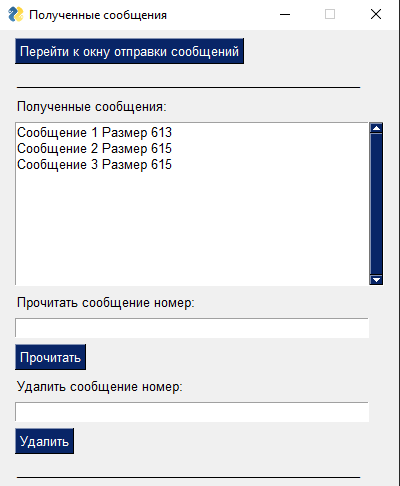 Полученные сообщения
Перейти к окну отправки сообщений
Полученные сообщения:
Сообщение 1 Размер 613
Сообщение 2 Размер 615
Сообщение 3 Размер 615
Прочитать сообщение номер:
Прочитать
Удалить сообщение номер:
Удалить